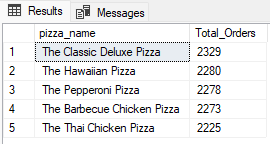 Results Messages
pizza_name Total_Orders
1 The Classic Deluxe Pizza 2329
2 The Hawaiian Pizza 2280
3 The Pepperoni Pizza 2278
4 The Barbecue Chicken Pizza 2273
5 The Thai Chicken Pizza 2225